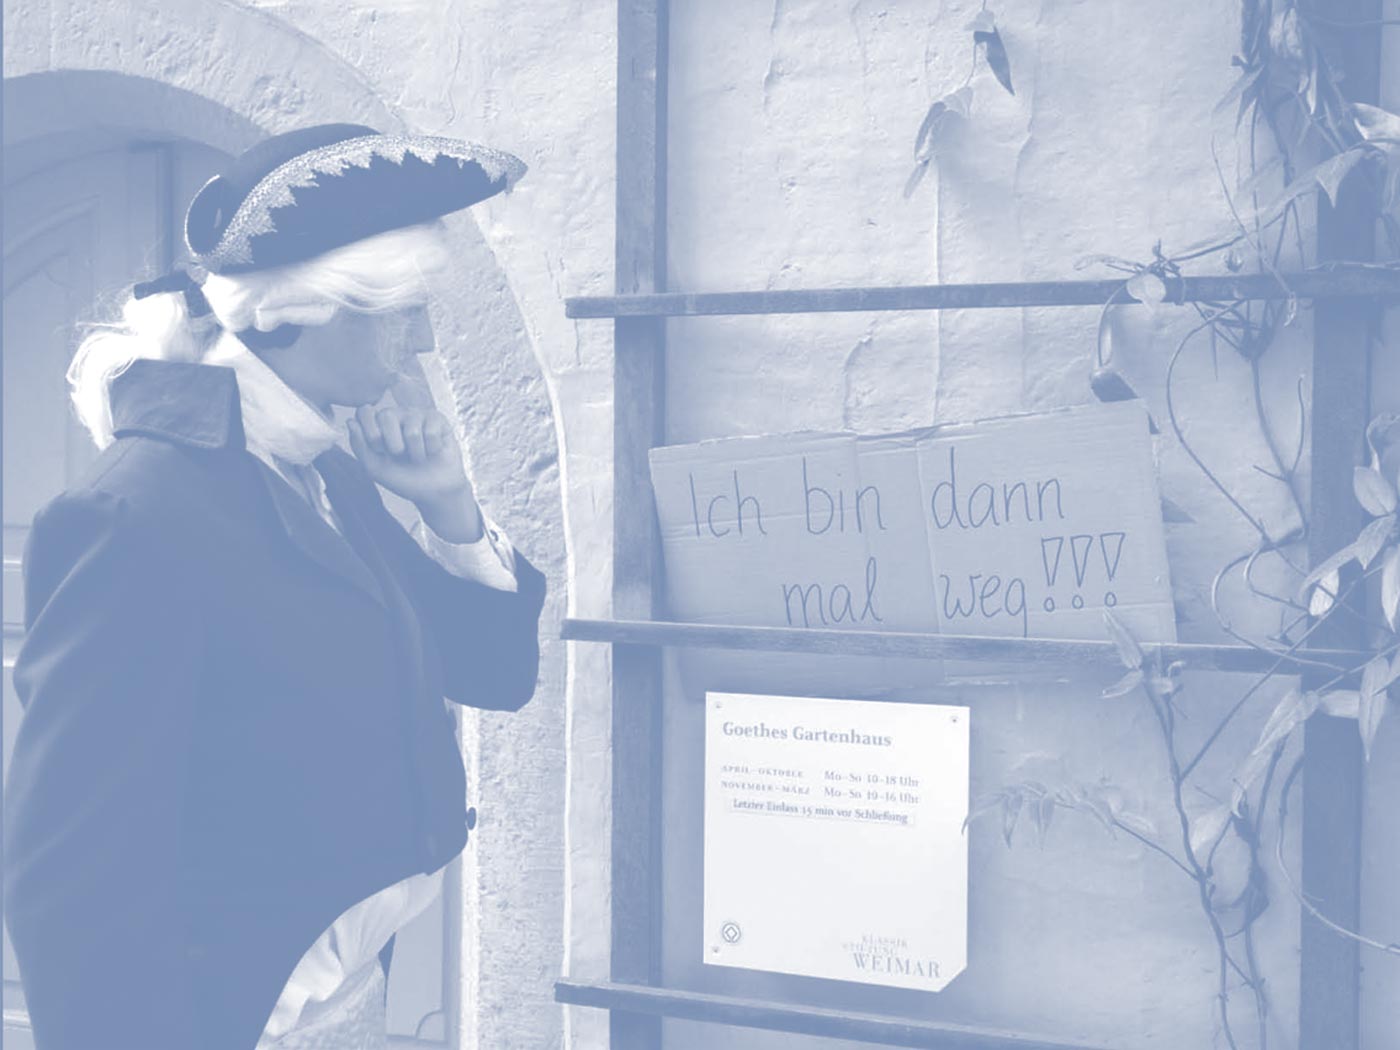 Ich bin dann
mal weg!!!
Goethes Gartenhaus
APRIL–OKTOBER Mo–So 10–18 Uhr
NOVEMBER–MÄRZ Mo–So 10–16 Uhr
Letzter Einlass 15 min vor Schließung
KLASSIK
STIFTUNG
WEIMAR